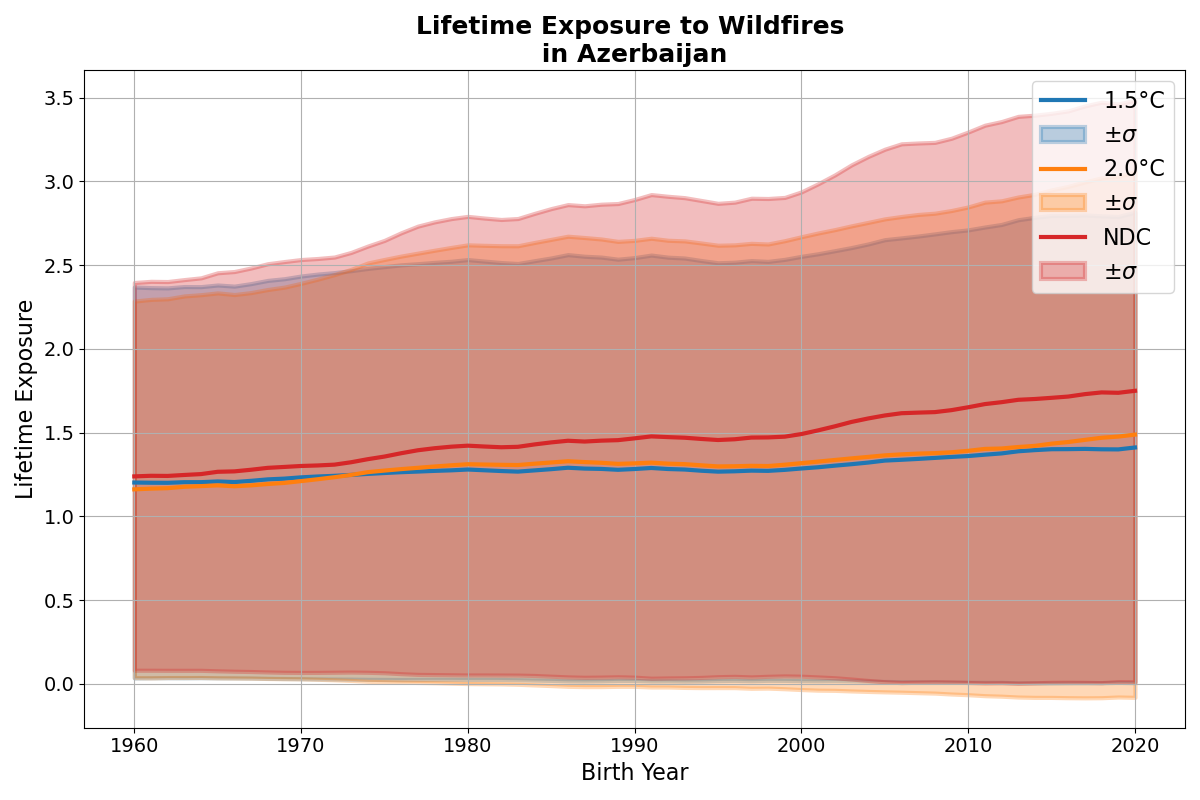 Lifetime Exposure to Wildfires
in Azerbaijan
Lifetime Exposure
3.5
3.0
2.5
2.0
1.5
1.0
0.5
0.0
1960
1970
1980
1990
2000
2010
2020
Birth Year
1.5°C
±σ
2.0°C
±σ
NDC
±σ